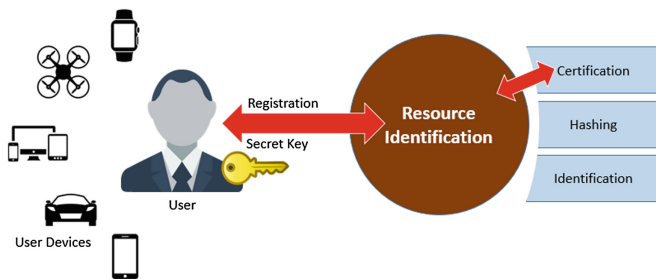 Registration
Secret Key
User
User Devices
Resource
Identification
Certification
Hashing
Identification